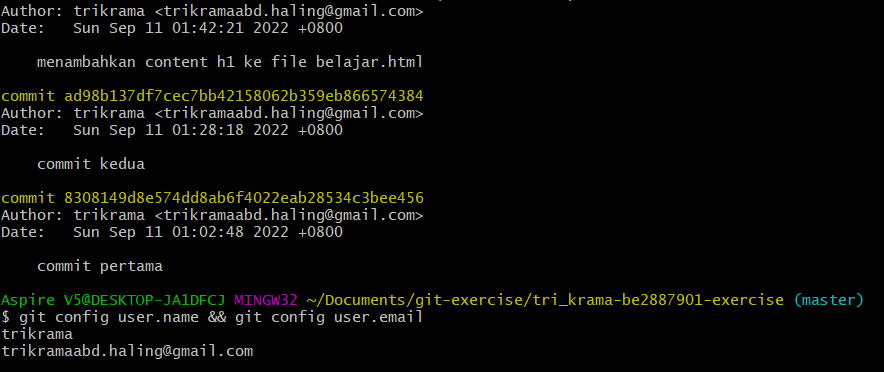 Author: trikrama <trikramaabd.haling@gmail.com>
Date:   Sun Sep 11 01:42:21 2022 +0800
menambahkan content h1 ke file belajar.html
commit ad98b137df7cec7bb42158062b359eb866574384
Author: trikrama <trikramaabd.haling@gmail.com>
Date:   Sun Sep 11 01:28:18 2022 +0800
commit kedua
commit 8308149d8e574dd8ab6f4022eab28534c3bee456
Author: trikrama <trikramaabd.haling@gmail.com>
Date:   Sun Sep 11 01:02:48 2022 +0800
commit pertama
Aspire V5@DESKTOP-JA1DFCJ MINGW32 ~/Documents/git-exercise/tri_krama-be2887901-exercise (master)
$ git config user.name && git config user.email
trikrama
trikramaabd.haling@gmail.com